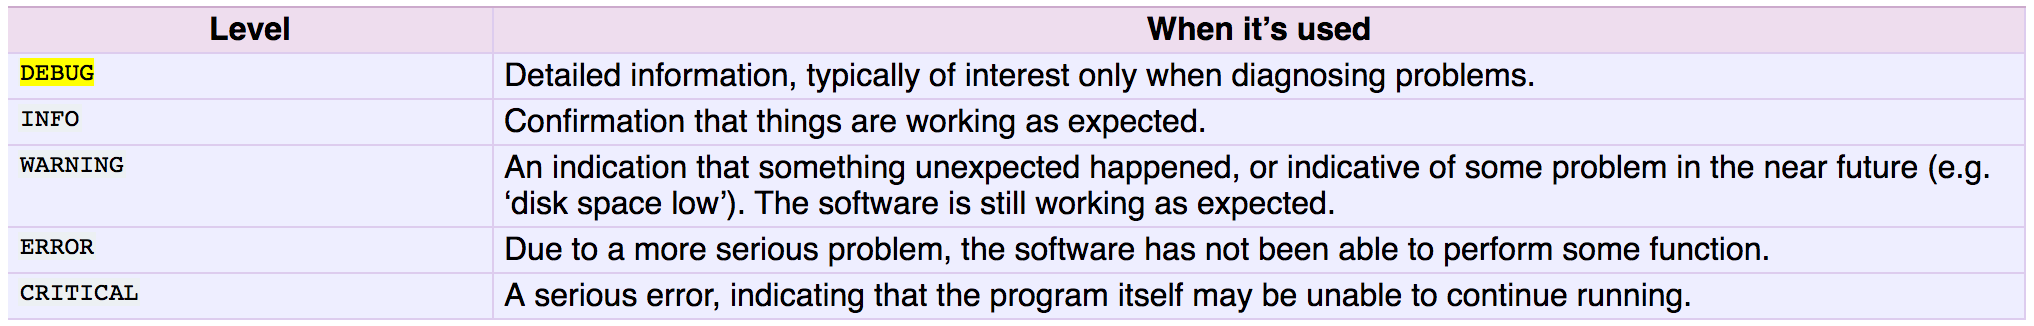 Level When it’s used
DEBUG Detailed information, typically of interest only when diagnosing problems.
INFO Confirmation that things are working as expected.
WARNING An indication that something unexpected happened, or indicative of some problem in the near future (e.g.
‘disk space low’). The software is still working as expected.
ERROR Due to a more serious problem, the software has not been able to perform some function.
CRITICAL A serious error, indicating that the program itself may be unable to continue running.